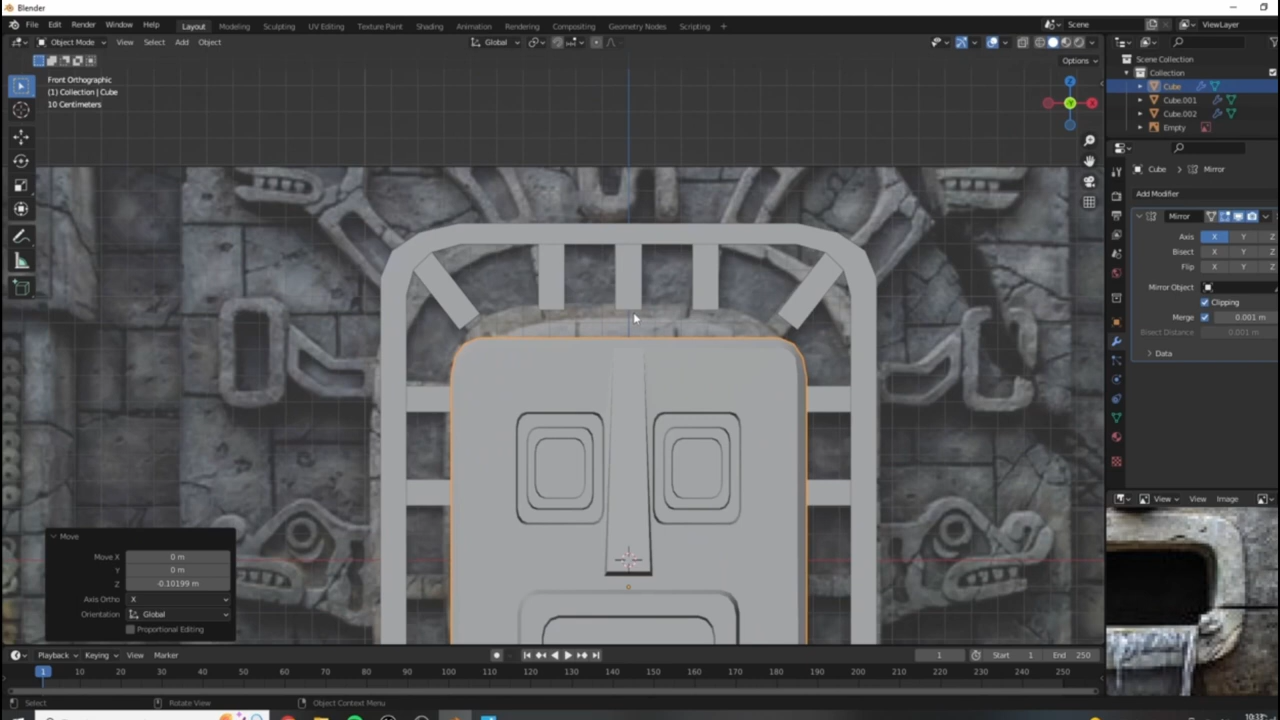 Blender
File Edit Render Window Help
Layout Modeling Sculpting UV Editing Texture Paint Shading Animation Rendering Compositing Geometry Nodes Scripting +
Scene
ViewLayer
Object Mode View Select Add Object
Global
Options
Front Orthographic
(1) Collection | Cube
10 Centimeters
Z
Y
X
Scene Collection
Collection
Cube
Cube.001
Cube.002
Empty
Cube > Mirror
Add Modifier
Mirror
Axis X Y Z
Bisect X Y Z
Flip X Y Z
Mirror Object
Clipping
Merge 0.001 m
Bisect Distance 0.001 m
Data
View View Image
Move
Move X 0 m
Y 0 m
Z -0.10199 m
Axis Ortho X
Orientation Global
Proportional Editing
Playback Keying View Marker
1 Start 1 End 250
1 10 20 30 40 50 60 70 80 90 100 110 120 130 140 150 160 170 180 190 200 210 220 230 240 250
Select Rotate View Object Context Menu